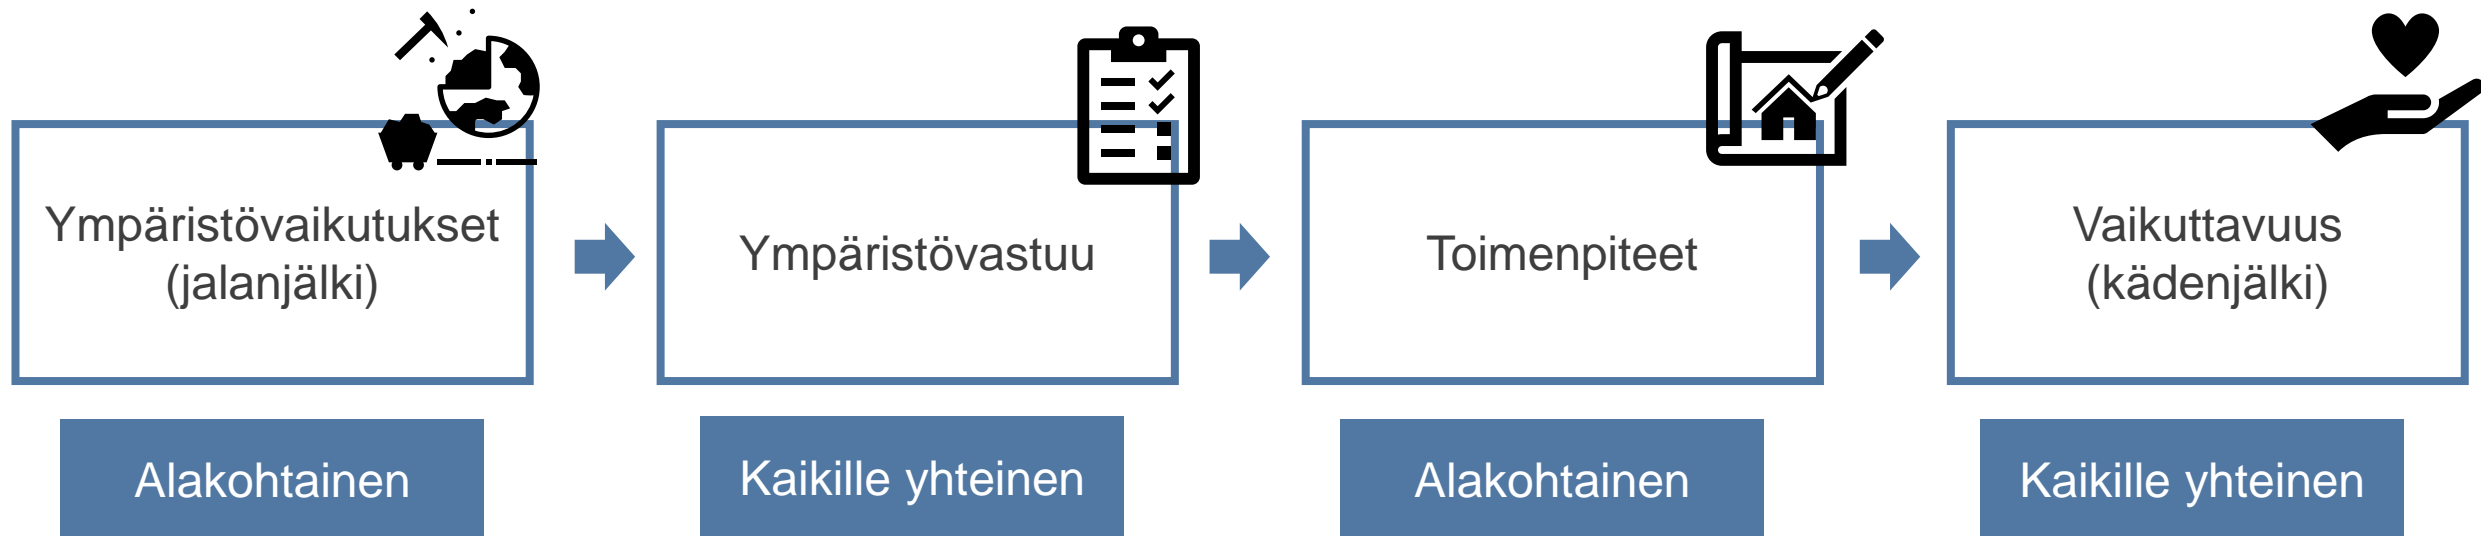 Ympäristövaikutukset
(jalanjälki)
Ympäristövastuu
Toimenpiteet
Vaikuttavuus
(kädenjälki)
Alakohtainen
Kaikille yhteinen
Alakohtainen
Kaikille yhteinen